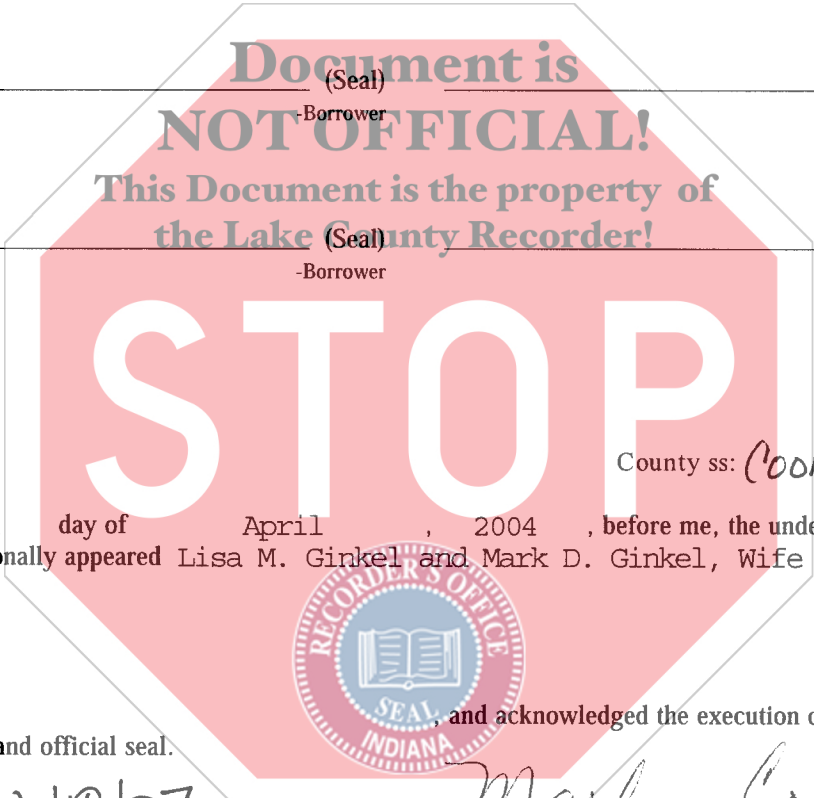 Document is
(Seal)
-Borrower
NOT OFFICIAL!
This Document is the property of
the Lake County Recorder!
(Seal)
-Borrower
STOP
County ss:
day of April , 2004 , before me, the unde
onally appeared Lisa M. Ginkel and Mark D. Ginkel, Wife
RECORDER'S OFFICE
SEAL
INDIANA
, and acknowledged the execution o
and official seal.